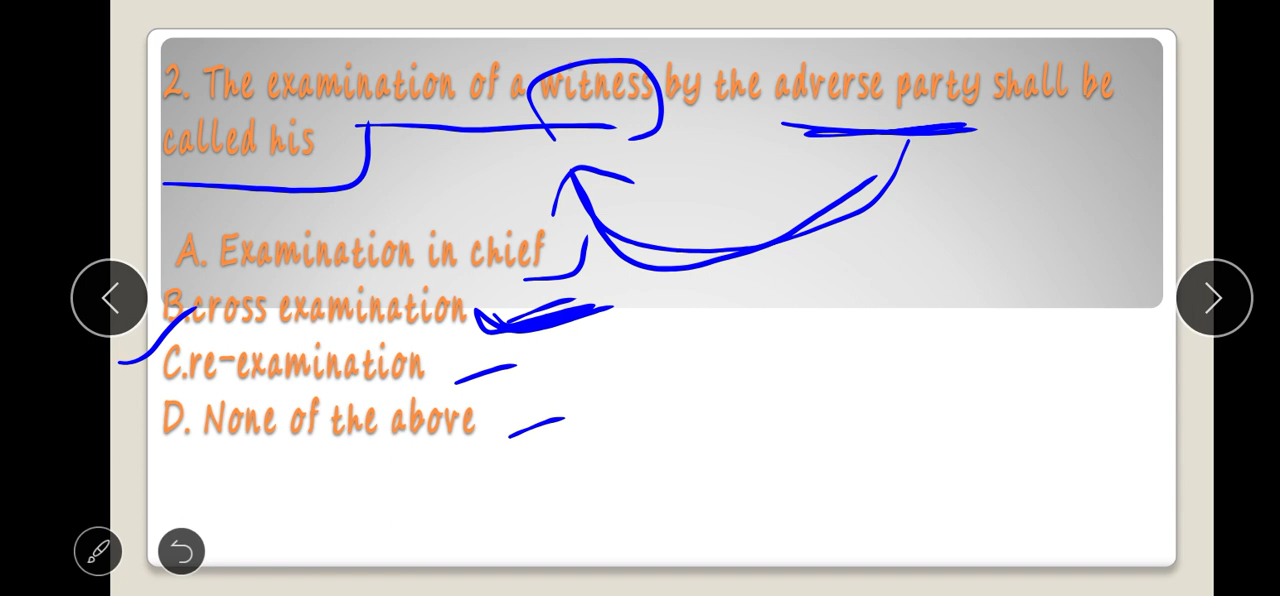 2. The examination of a witness by the adverse party shall be
called his
A. Examination in chief
B.cross examination
C.re-examination
D. None of the above